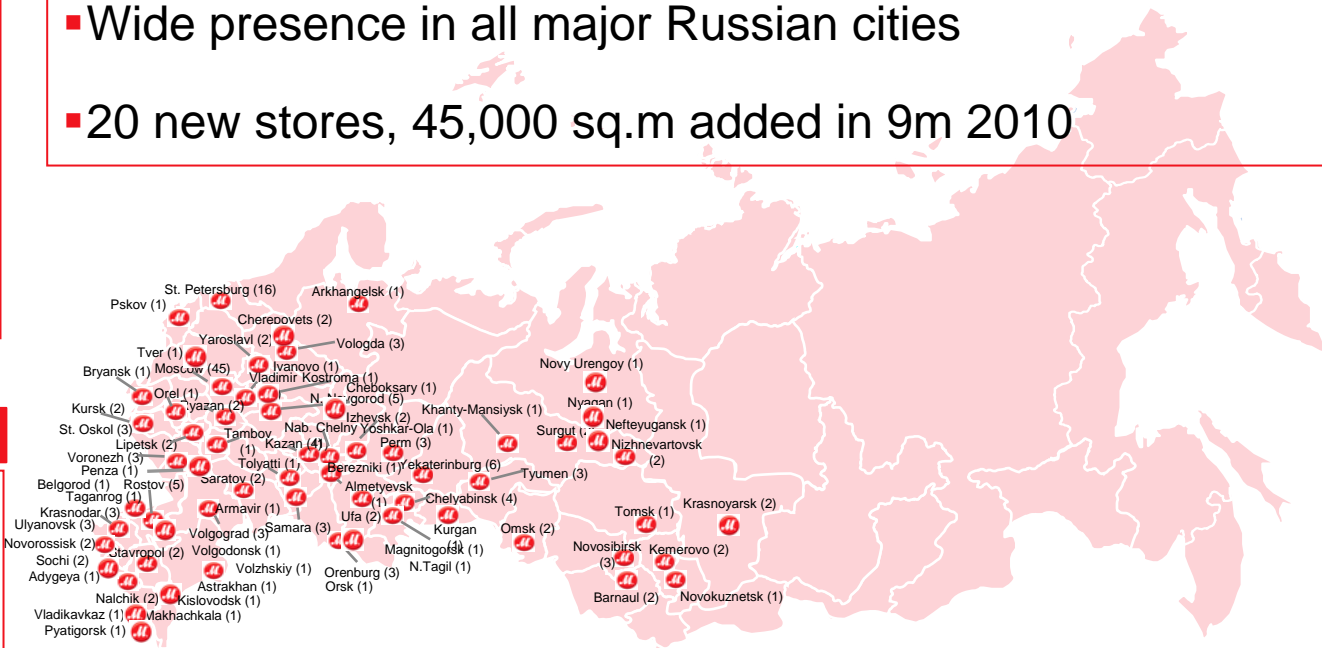 ▪Wide presence in all major Russian cities
▪20 new stores, 45,000 sq.m added in 9m 2010
St. Petersburg (16)
Arkhangelsk (1)
Pskov (1)
Cherepovets (2)
Yaroslavl (2)
Vologda (3)
Tver (1)
Moscow (45)
Ivanovo (1)
Novy Urengoy (1)
Bryansk (1)
Vladimir
Kostroma (1)
Cheboksary (1)
Orel (1)
Ryazan (2)
N. Novgorod (5)
Nyagan (1)
Kursk (2)
Izhevsk (2)
Khanty-Mansiysk (1)
St. Oskol (3)
Nab. Chelny
Yoshkar-Ola (1)
Nefteyugansk (1)
Surgut
Lipetsk (2)
Tambov
(1)
Kazan
Perm (3)
Nizhnevartovsk
(2)
Voronezh (3)
Penza (1)
Tolyatti (1)
Berezniki (1)
Yekaterinburg (6)
Tyumen (3)
Belgorod (1)
Rostov (5)
Saratov (2)
Almetyevsk
(1)
Taganrog (1)
Chelyabinsk (4)
Krasnoyarsk (2)
Krasnodar (3)
Armavir (1)
Tomsk (1)
Ulyanovsk (3)
Samara (3)
Ufa (2)
Kurgan
(1)
Omsk (2)
Volgograd (3)
Novorossisk (2)
Stavropol (2)
Volgodonsk (1)
Magnitogorsk (1)
Novosibirsk
(3)
Kemerovo (2)
Sochi (2)
Volzhskiy (1)
N.Tagil (1)
Adygeya (1)
Orenburg (3)
Astrakhan (1)
Orsk (1)
Nalchik (2)
Kislovodsk (1)
Barnaul (2)
Novokuznetsk (1)
Vladikavkaz (1)
Makhachkala (1)
Pyatigorsk (1)